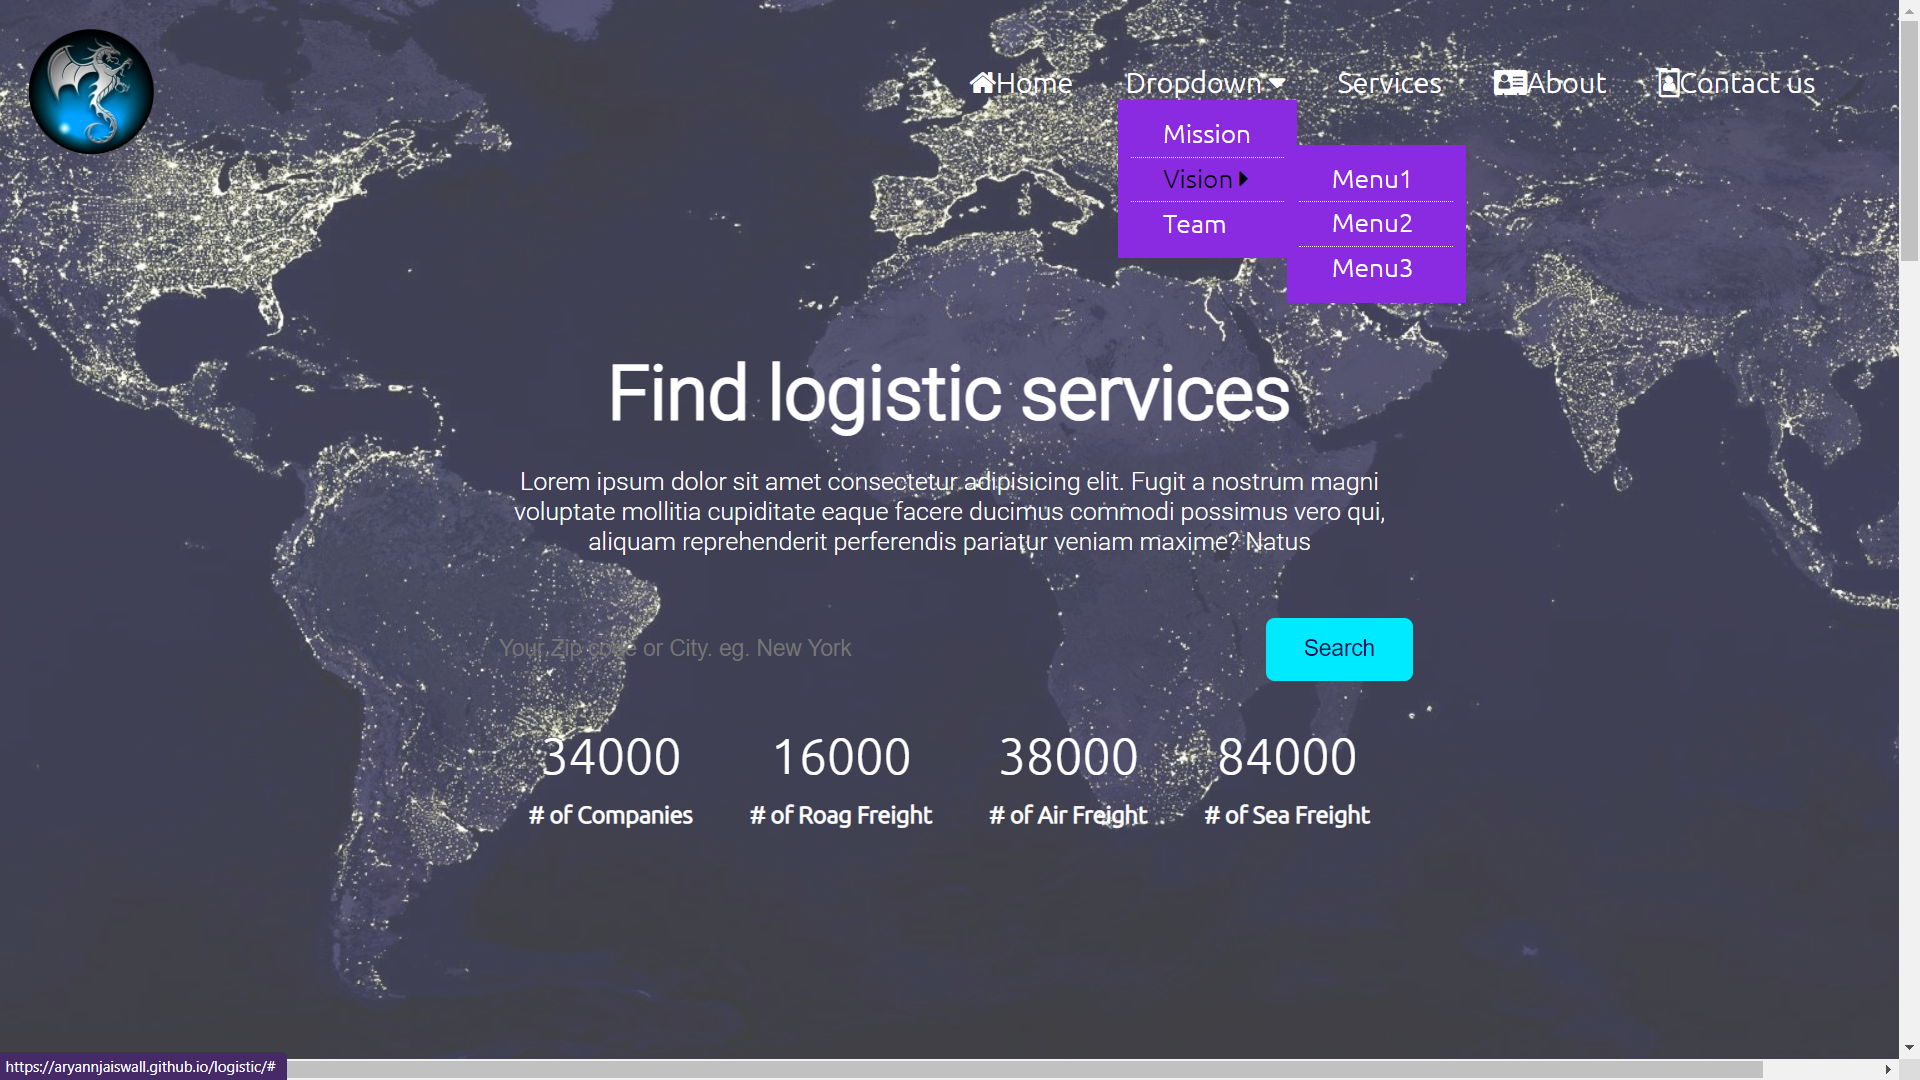 Home Dropdown Services About Contact us
Mission
Vision
Team
Menu1
Menu2
Menu3
Find logistic services
Lorem ipsum dolor sit amet consectetur adipisicing elit. Fugit a nostrum magni
voluptate mollitia cupiditate eaque facere ducimus commodi possimus vero qui,
aliquam reprehenderit perferendis pariatur veniam maxime? Natus
Your Zip code or City. eg. New York
Search
34000 16000 38000 84000
# of Companies # of Roag Freight # of Air Freight # of Sea Freight
https://aryannjaiswall.github.io/logistic/#